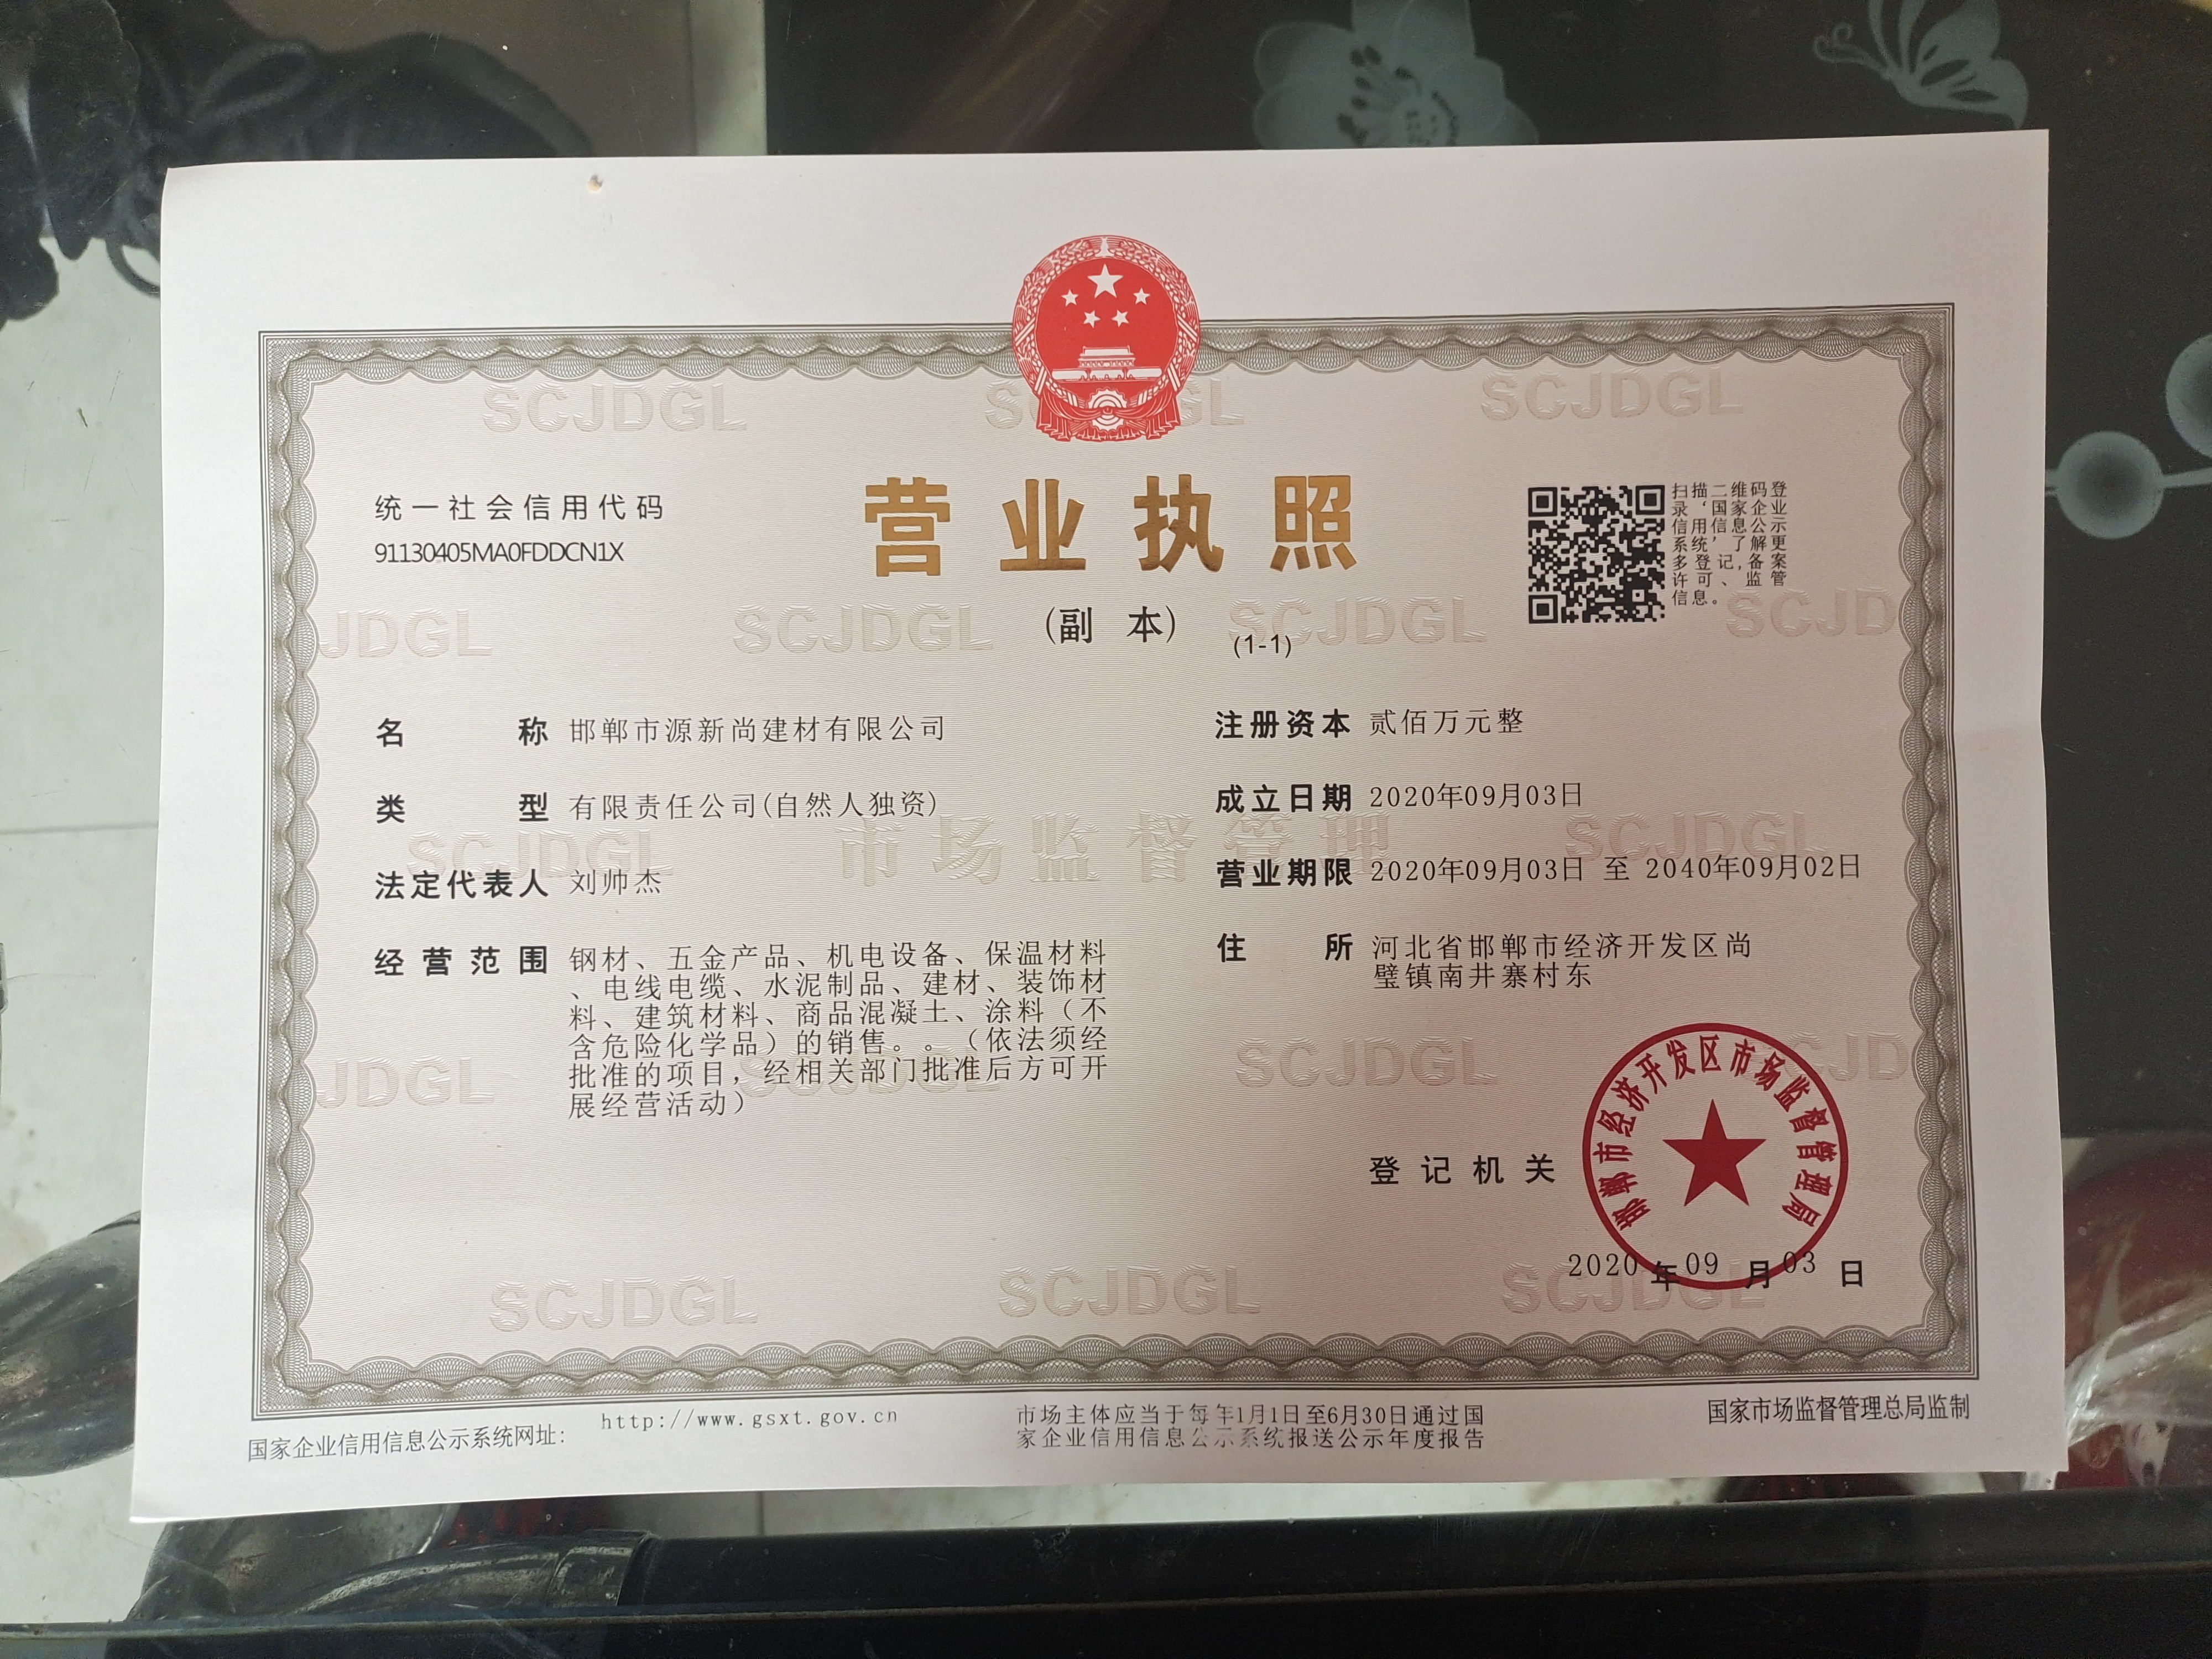 统一社会信用代码
91130405MA0FDDCN1X
营业执照
(副 本)
(1-1)
扫描二维码登
录‘国家企业
信用信息公示
系统’了解更
多登记,备案
许可、监管
信息。
名 称 邯郸市源新尚建材有限公司
类 型 有限责任公司(自然人独资)
法定代表人 刘帅杰
经营范围 钢材、五金产品、机电设备、保温材料
、电线电缆、水泥制品、建材、装饰材
料、建筑材料、商品混凝土、涂料（不
含危险化学品）的销售。。（依法须经
批准的项目，经相关部门批准后方可开
展经营活动）
注册资本 贰佰万元整
成立日期 2020年09月03日
营业期限 2020年09月03日 至 2040年09月02日
住 所 河北省邯郸市经济开发区尚
璧镇南井寨村东
登记机关
邯郸市经济开发区市场监督管理局
2020 年 09 月 03 日
国家企业信用信息公示系统网址: http://www.gsxt.gov.cn
市场主体应当于每年1月1日至6月30日通过国
家企业信用信息公示系统报送公示年度报告
国家市场监督管理总局监制
SCJDGL
SCJDGL
SCJDGL
JDGL
SCJDGL
SCJDGL
SCJD
SCJDGL
市场监督管理
SCJDGL
JDGL
SCJDGL
SCJDGL
SCJD
SCJDGL
SCJDGL
SCJDGL